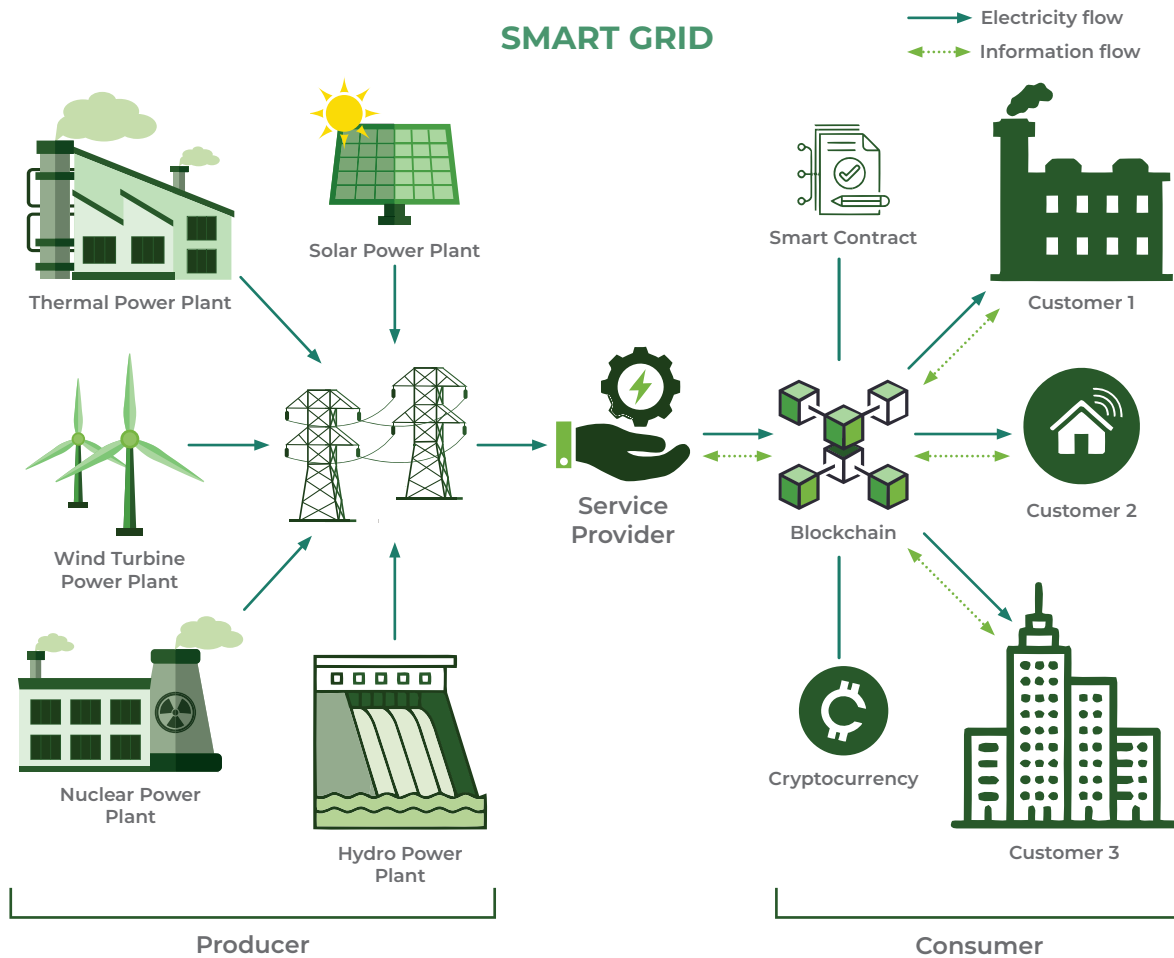 SMART GRID
Electricity flow
Information flow
Thermal Power Plant
Solar Power Plant
Smart Contract
Customer 1
Wind Turbine
Power Plant
Service
Provider
Blockchain
Customer 2
Nuclear Power
Plant
Hydro Power
Plant
Cryptocurrency
Customer 3
Producer
Consumer